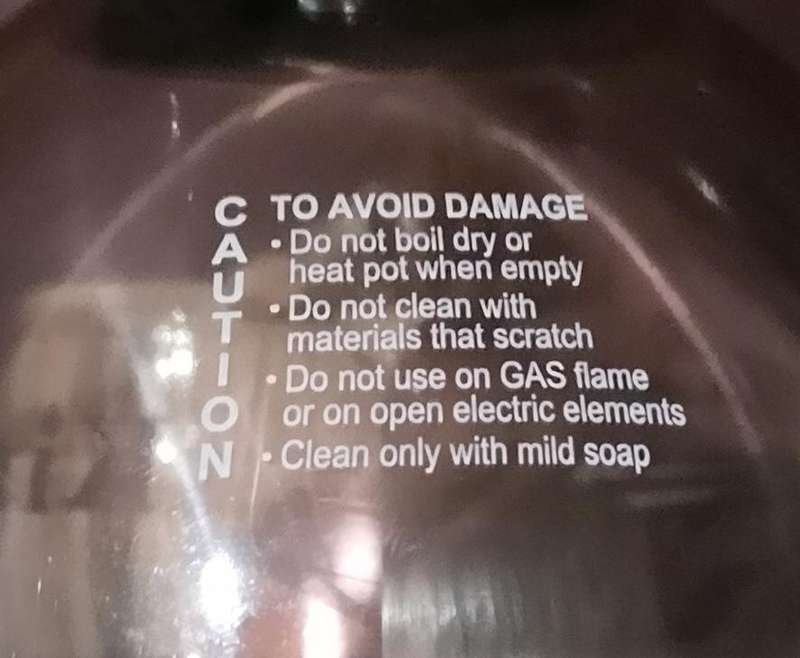 CAUTION
TO AVOID DAMAGE
• Do not boil dry or
heat pot when empty
• Do not clean with
materials that scratch
• Do not use on GAS flame
or on open electric elements
• Clean only with mild soap